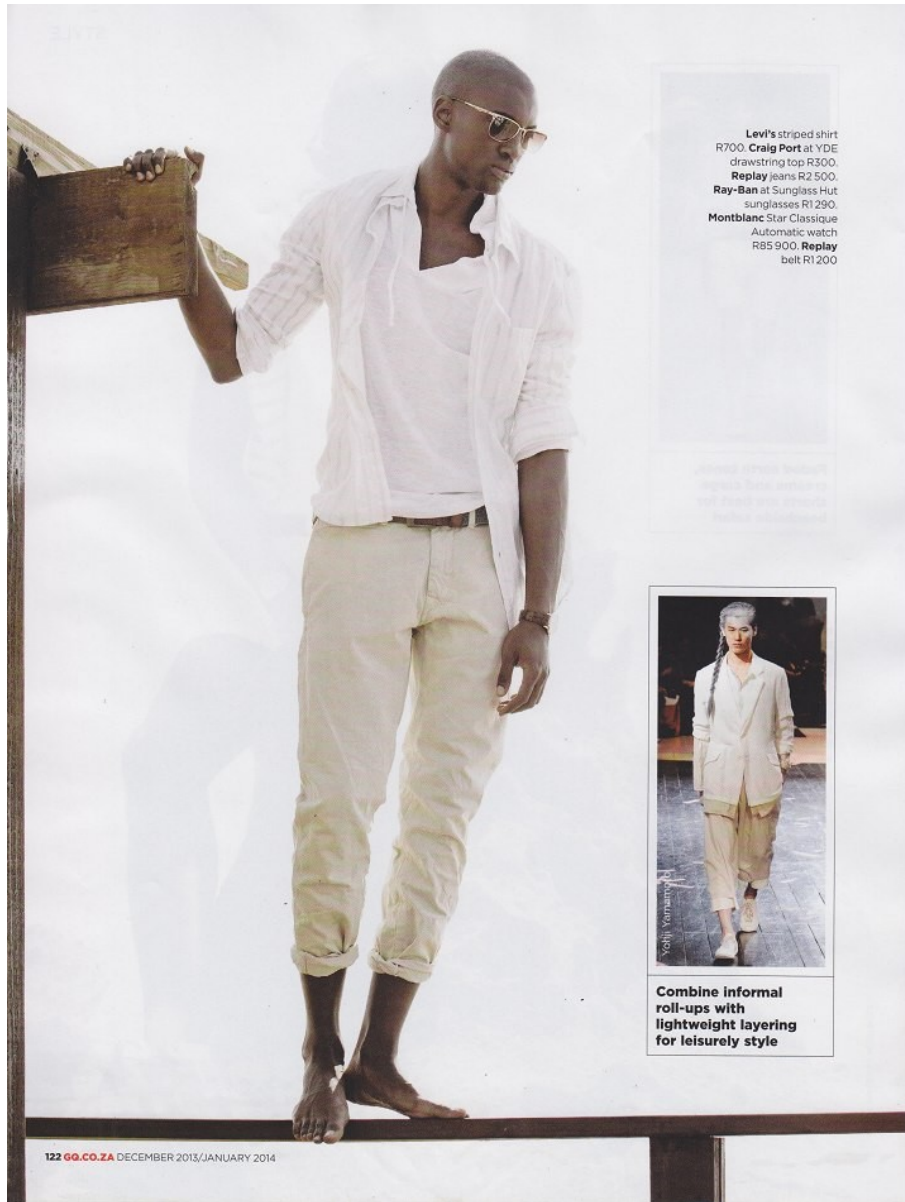 Levi's striped shirt
R700. Craig Port at YDE
drawstring top R300.
Replay jeans R2 500.
Ray-Ban at Sunglass Hut
sunglasses R1 290.
Montblanc Star Classique
Automatic watch
R85 900. Replay
belt R1 200
Yohji Yamamoto
Combine informal
roll-ups with
lightweight layering
for leisurely style
122 GQ.CO.ZA DECEMBER 2013/JANUARY 2014